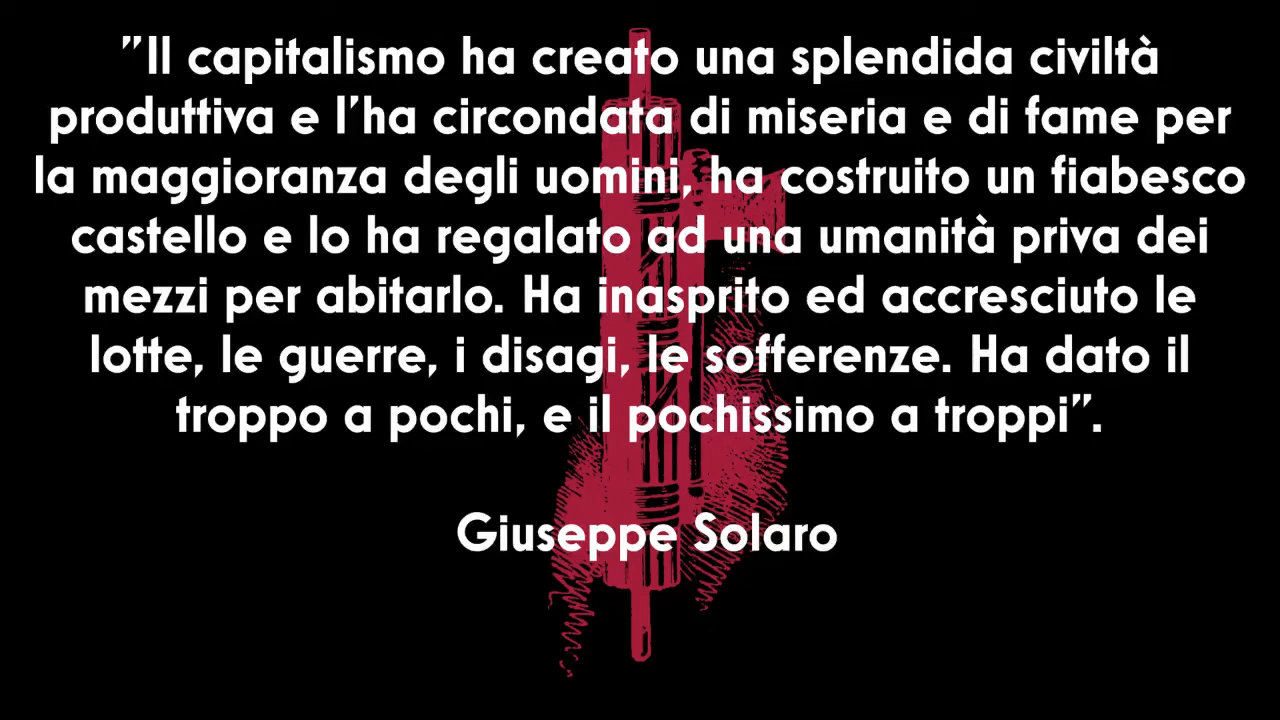 "Il capitalismo ha creato una splendida civiltà
produttiva e l'ha circondata di miseria e di fame per
la maggioranza degli uomini, ha costruito un fiabesco
castello e lo ha regalato ad una umanità priva dei
mezzi per abitarlo. Ha inasprito ed accresciuto le
lotte, le guerre, i disagi, le sofferenze. Ha dato il
troppo a pochi, e il pochissimo a troppi".
Giuseppe Solaro